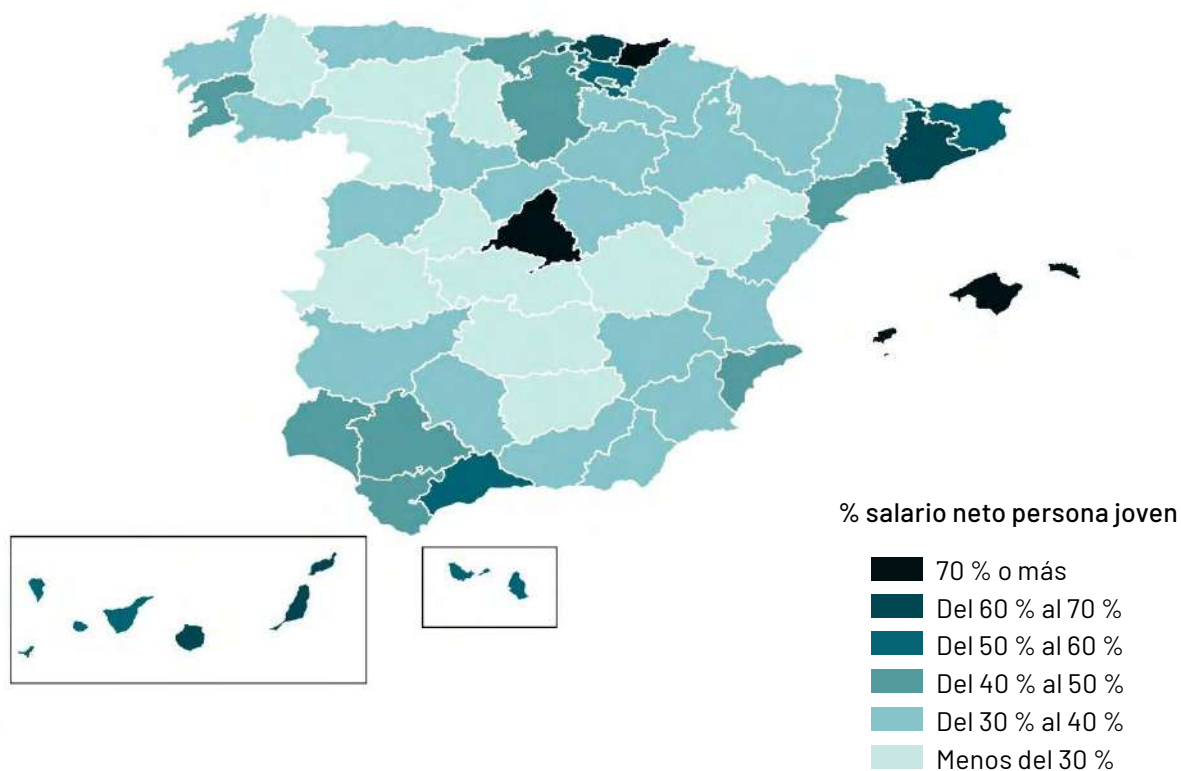 % salario neto persona joven
70 % o más
Del 60 % al 70 %
Del 50 % al 60 %
Del 40 % al 50 %
Del 30 % al 40 %
Menos del 30 %